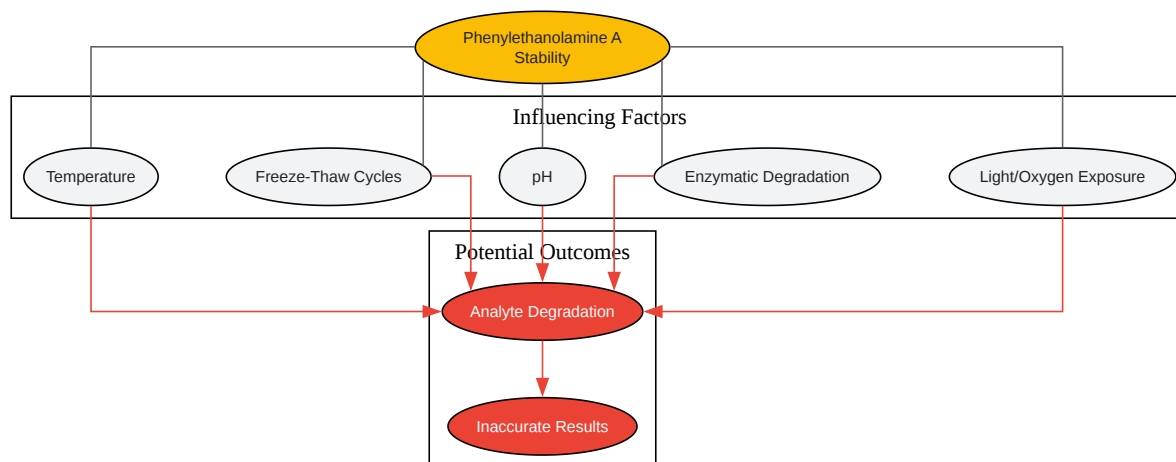 Phenylethanolamine A
Stability
Influencing Factors
Temperature
Freeze-Thaw Cycles
pH
Enzymatic Degradation
Light/Oxygen Exposure
Potential Outcomes
Analyte Degradation
Inaccurate Results